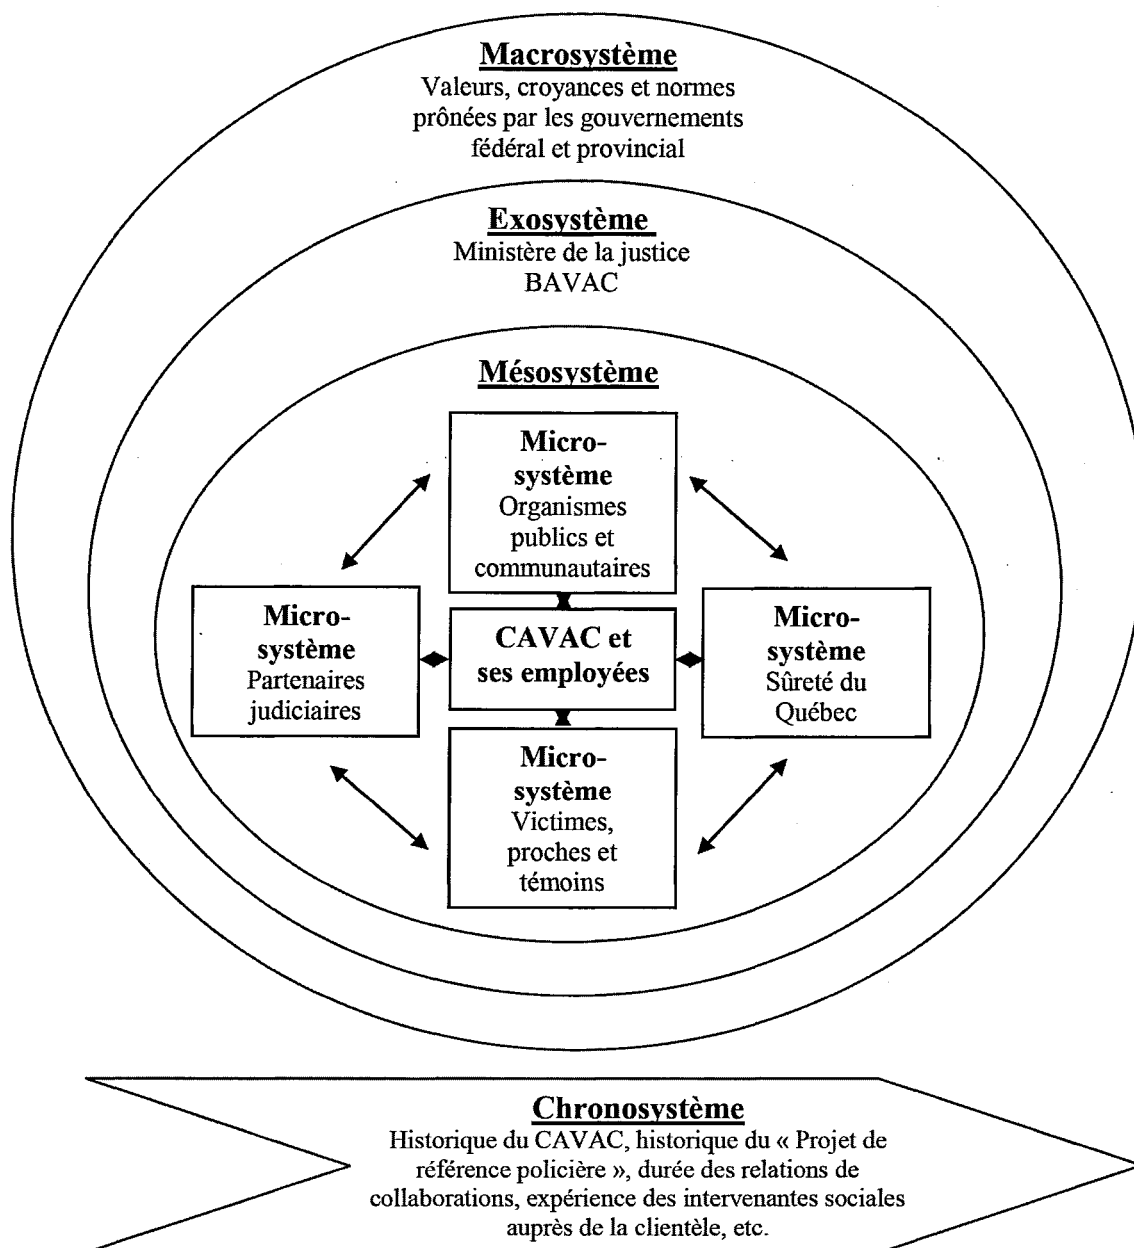 Macrosystème
Valeurs, croyances et normes
prônées par les gouvernements
fédéral et provincial
Exosystème
Ministère de la justice
BAVAC
Mésosystème
Micro-
système
Organismes
publics et
communautaires
Micro-
système
Partenaires
judiciaires
CAVAC et
ses employées
Micro-
système
Sûreté du
Québec
Micro-
système
Victimes,
proches et
témoins
Chronosystème
Historique du CAVAC, historique du « Projet de
référence policière », durée des relations de
collaborations, expérience des intervenantes sociales
auprès de la clientèle, etc.